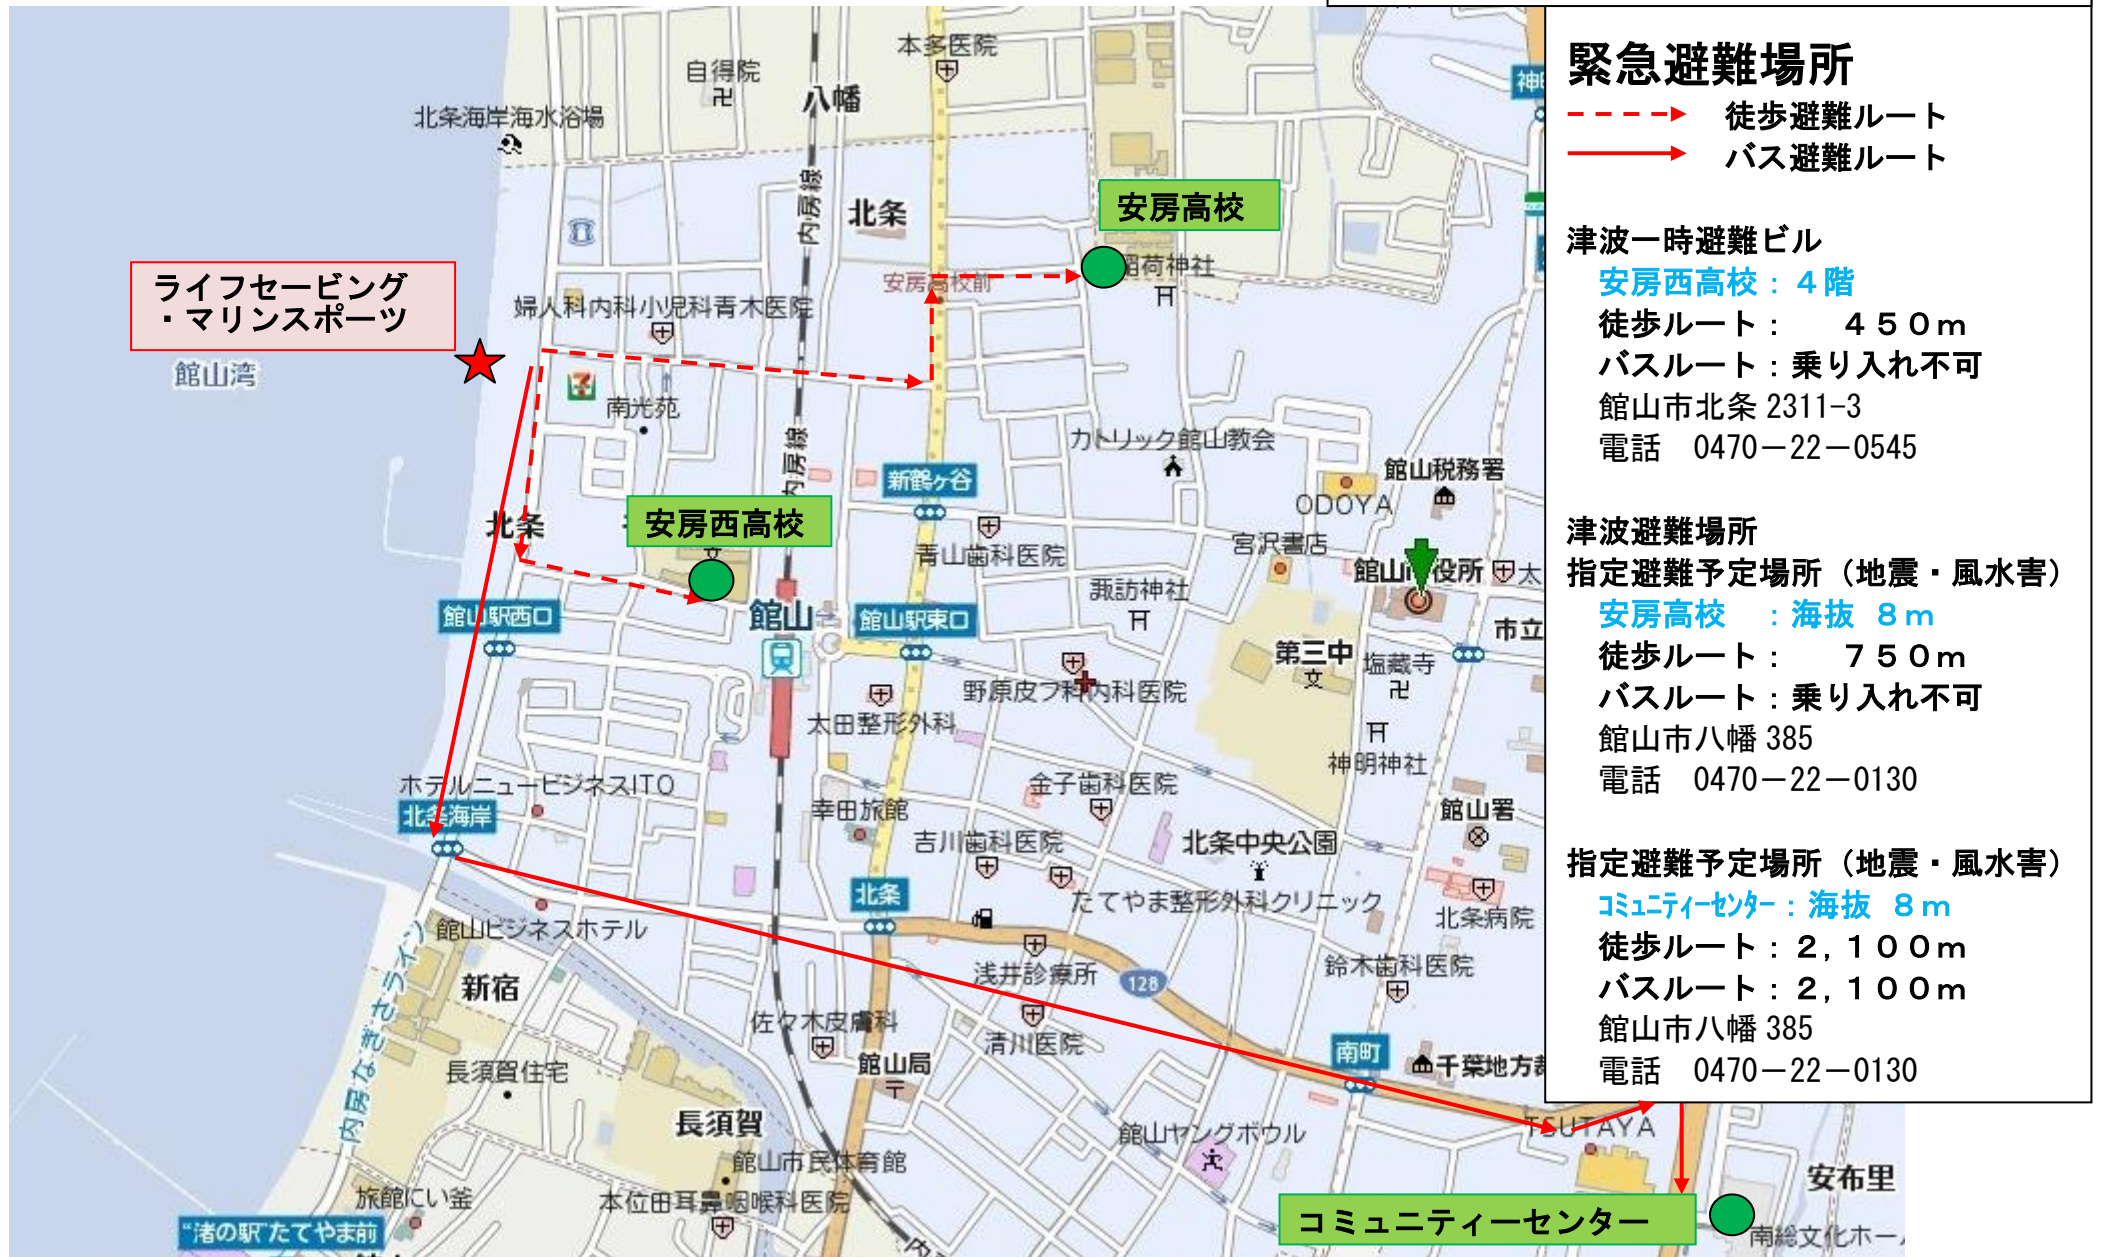 緊急避難場所
徒歩避難ルート
バス避難ルート
津波一時避難ビル
安房西高校：４階
徒歩ルート：　４５０ｍ
バスルート：乗り入れ不可
館山市北条 2311-3
電話　0470－22－0545
津波避難場所
指定避難予定場所（地震・風水害）
安房高校　：海抜 ８ｍ
徒歩ルート：　７５０ｍ
バスルート：乗り入れ不可
館山市八幡 385
電話　0470－22－0130
指定避難予定場所（地震・風水害）
ｺﾐｭﾆﾃｨｰｾﾝﾀｰ：海抜 ８ｍ
徒歩ルート：２，１００ｍ
バスルート：２，１００ｍ
館山市八幡 385
電話　0470－22－0130
本多医院
自得院
八幡
北条海岸海水浴場
内房線
北条
安房高校
稲荷神社
安房高校前
ライフセービング
・マリンスポーツ
館山湾
婦人科内科小児科青木医院
南光苑
カトリック館山教会
内房線
新鶴ヶ谷
館山税務署
ODOYA
北条
安房西高校
青山歯科医院
宮沢書店
館山市役所
太
諏訪神社
館山駅西口
館山
館山駅東口
市立
第三中
塩蔵寺
野原皮フ科内科医院
太田整形外科
神明神社
ホテルニュービジネスITO
金子歯科医院
北条海岸
幸田旅館
館山署
吉川歯科医院
北条中央公園
北条
たてやま整形外科クリニック
北条病院
館山ビジネスホテル
内房なぎさライン
新宿
浅井診療所
128
鈴木歯科医院
佐々木皮膚科
清川医院
南町
千葉地方裁
館山局
長須賀住宅
長須賀
館山ヤングボウル
TSUTAYA
館山市民体育館
安布里
旅館にい釜
本位田耳鼻咽喉科医院
コミュニティーセンター
"渚の駅"たてやま前
南総文化ホー